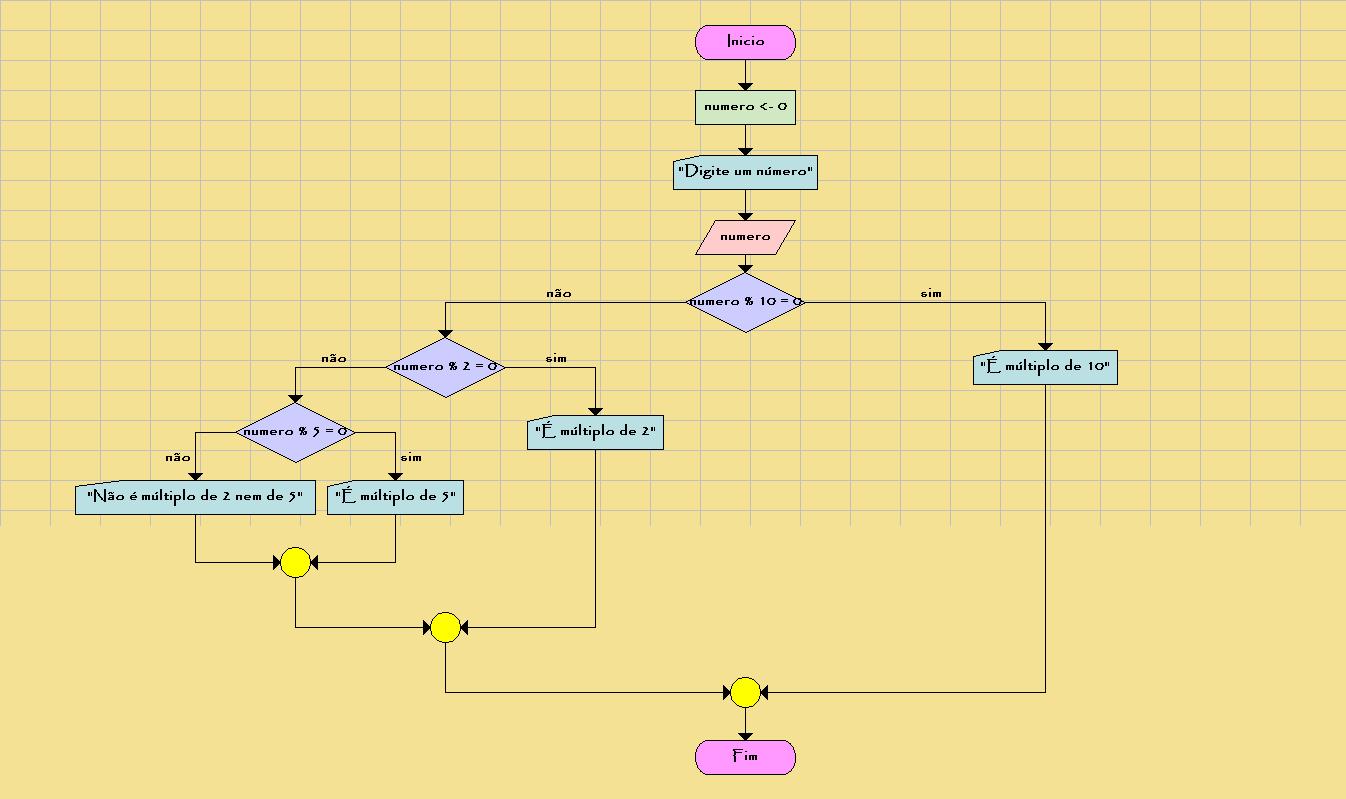 Inicio
numero <- 0
"Digite um número"
numero
numero % 10 = 0
não
sim
numero % 2 = 0
não
sim
"É múltiplo de 10"
numero % 5 = 0
não
sim
"É múltiplo de 2"
"Não é múltiplo de 2 nem de 5"
"É múltiplo de 5"
Fim